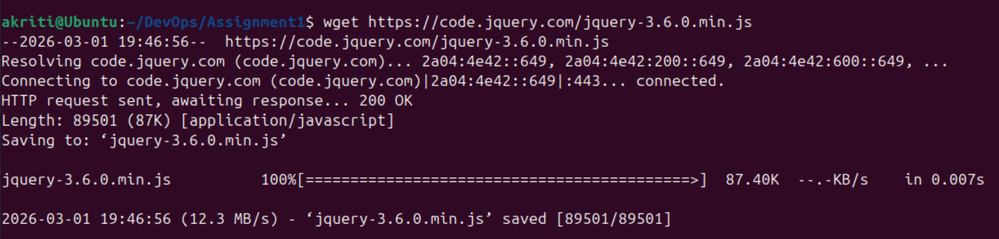 akriti@Ubuntu:~/DevOps/Assignment1$ wget https://code.jquery.com/jquery-3.6.0.min.js
--2026-03-01 19:46:56--  https://code.jquery.com/jquery-3.6.0.min.js
Resolving code.jquery.com (code.jquery.com)... 2a04:4e42::649, 2a04:4e42:200::649, 2a04:4e42:600::649, ...
Connecting to code.jquery.com (code.jquery.com)|2a04:4e42::649|:443... connected.
HTTP request sent, awaiting response... 200 OK
Length: 89501 (87K) [application/javascript]
Saving to: ‘jquery-3.6.0.min.js’
jquery-3.6.0.min.js          100%[===========================================>]  87.40K  --.-KB/s    in 0.007s
2026-03-01 19:46:56 (12.3 MB/s) - ‘jquery-3.6.0.min.js’ saved [89501/89501]